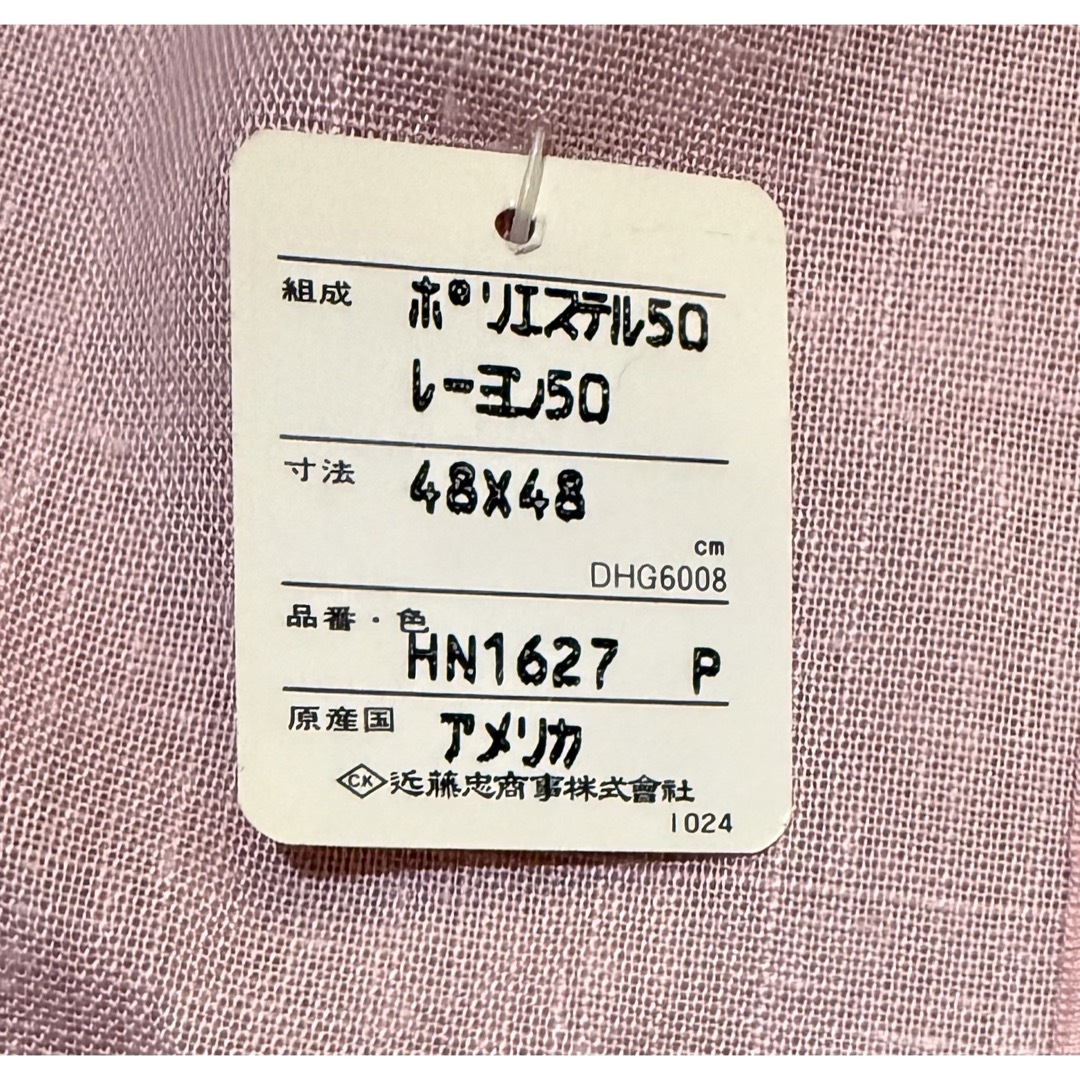 組成 ポリエステル50
レーヨン50
寸法 48X48
cm
DHG6008
品番・色
HN1627 P
原産国 アメリカ
CK 近藤忠商事株式會社
1024